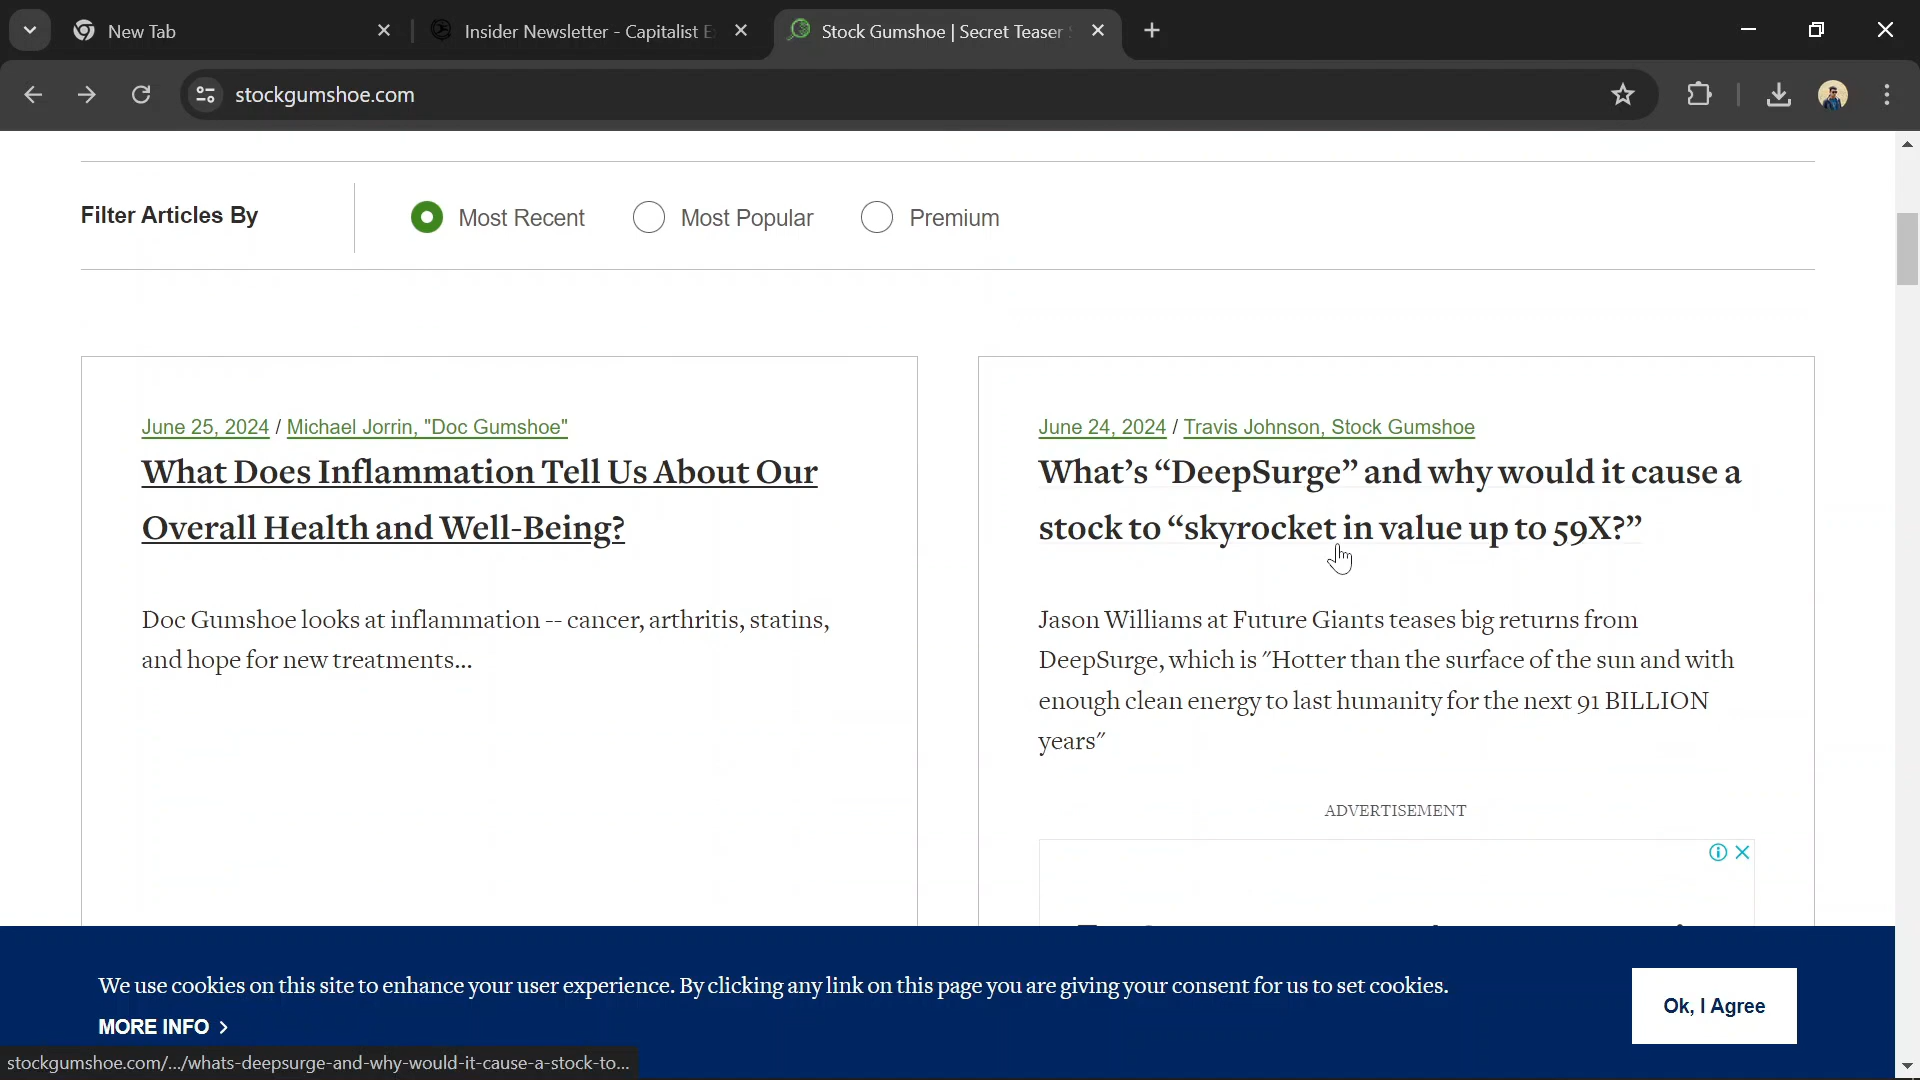 New Tab
Insider Newsletter - Capitalist E
Stock Gumshoe | Secret Teaser
stockgumshoe.com
Filter Articles By
Most Recent
Most Popular
Premium
June 25, 2024 / Michael Jorrin, "Doc Gumshoe"
What Does Inflammation Tell Us About Our
Overall Health and Well-Being?
Doc Gumshoe looks at inflammation -- cancer, arthritis, statins,
and hope for new treatments...
June 24, 2024 / Travis Johnson, Stock Gumshoe
What’s “DeepSurge” and why would it cause a
stock to “skyrocket in value up to 59X?”
Jason Williams at Future Giants teases big returns from
DeepSurge, which is "Hotter than the surface of the sun and with
enough clean energy to last humanity for the next 91 BILLION
years"
ADVERTISEMENT
We use cookies on this site to enhance your user experience. By clicking any link on this page you are giving your consent for us to set cookies.
MORE INFO
Ok, I Agree
stockgumshoe.com/.../whats-deepsurge-and-why-would-it-cause-a-stock-to...